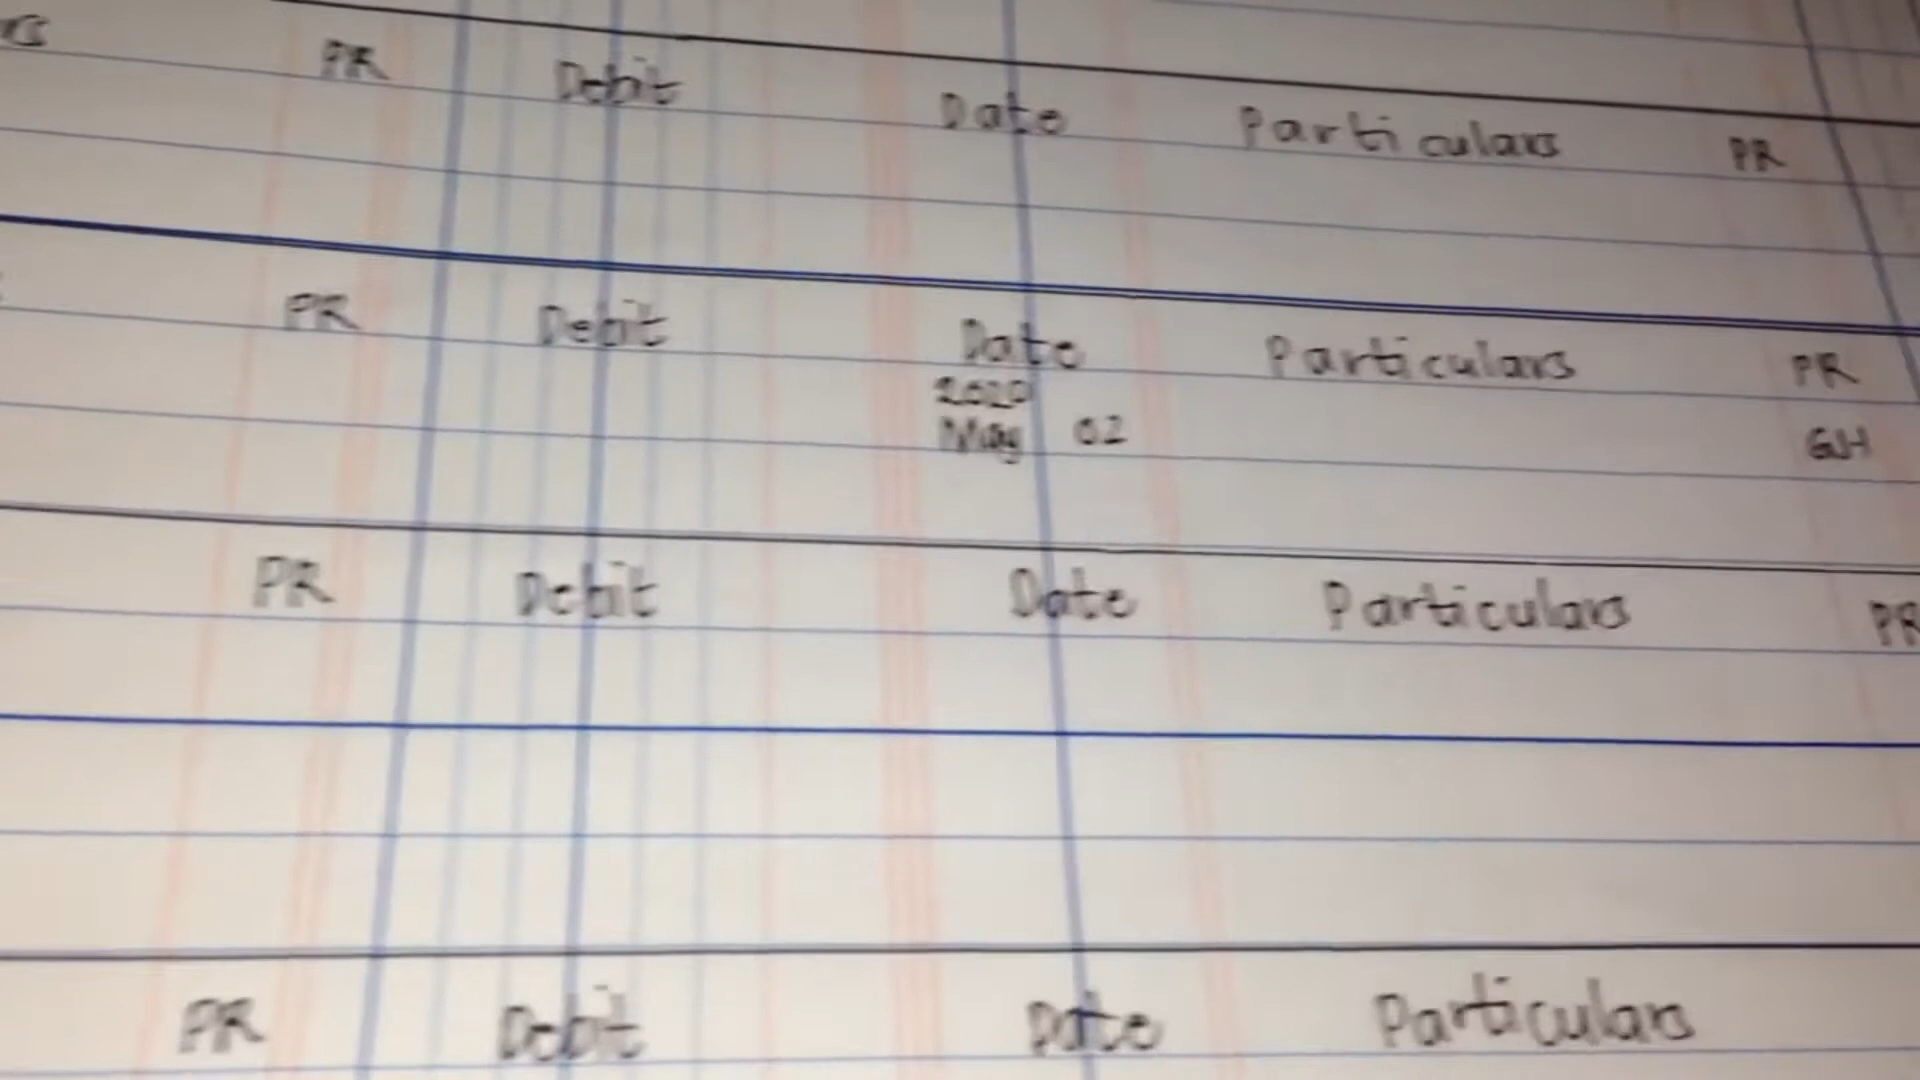 PR Debit Date Particulars PR
PR Debit Date Particulars PR
2020
May 02
PR Debit Date Particulars PR
PR Debit Date Particulars